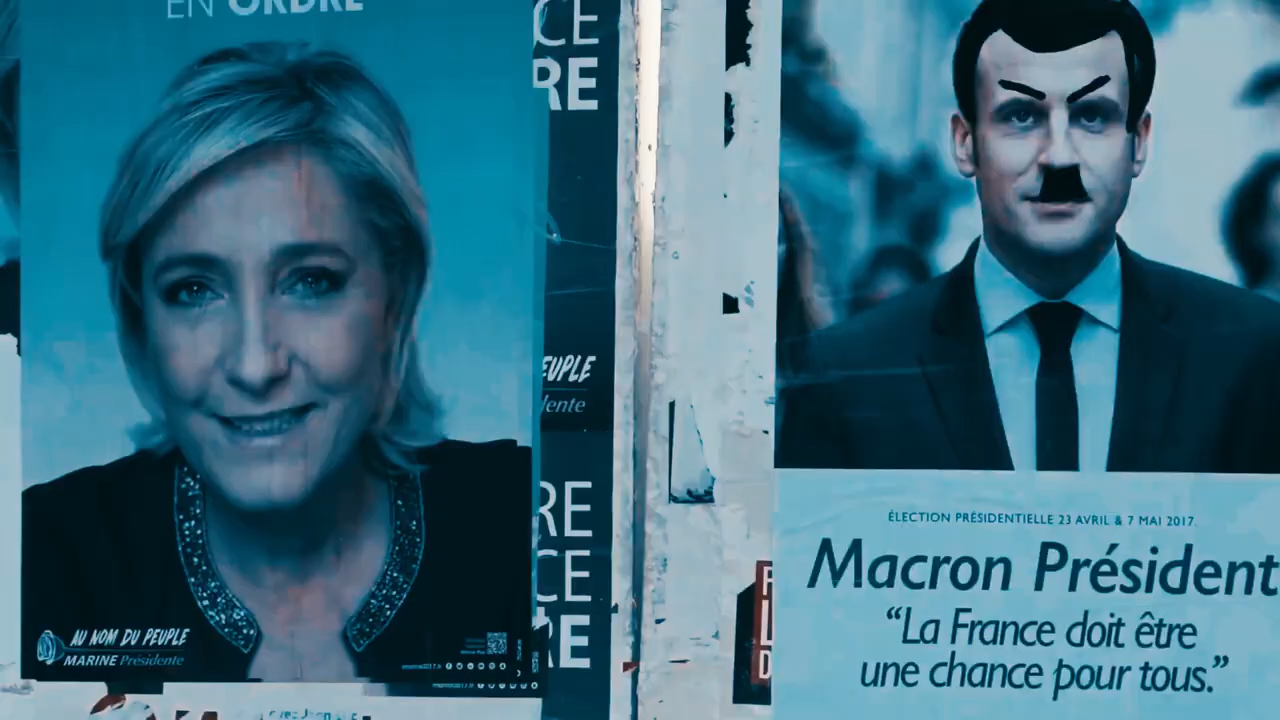 EN ORDRE
AU NOM DU PEUPLE
MARINE Présidente
CE
RE
EUPLE
dente
RE
CE
RE
ÉLECTION PRÉSIDENTIELLE 23 AVRIL & 7 MAI 2017
Macron Président
“La France doit être
une chance pour tous.”